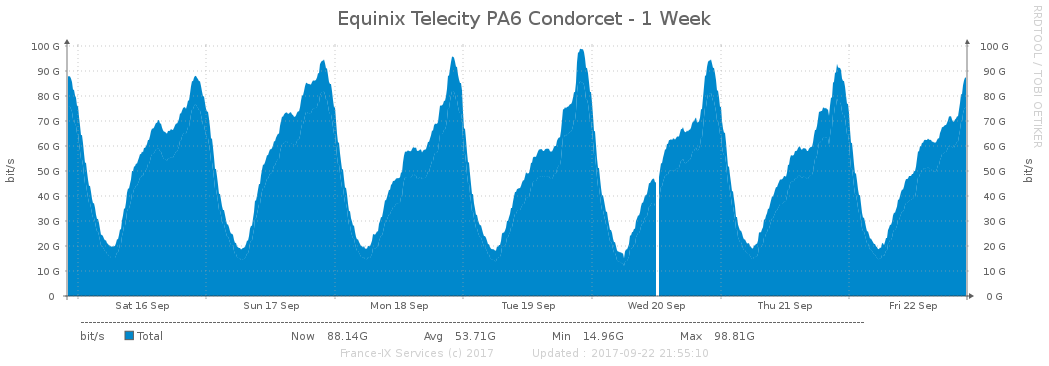 Equinix Telecity PA6 Condorcet - 1 Week
RRDTOOL / TOBI OETIKER
100 G 100 G
90 G 90 G
80 G 80 G
70 G 70 G
60 G 60 G
50 G 50 G
40 G 40 G
30 G 30 G
20 G 20 G
10 G 10 G
0 0 G
bit/s bit/s
Sat 16 Sep Sun 17 Sep Mon 18 Sep Tue 19 Sep Wed 20 Sep Thu 21 Sep Fri 22 Sep
bit/s Total Now 88.14G Avg 53.71G Min 14.96G Max 98.81G
France-IX Services (c) 2017 Updated : 2017-09-22 21:55:10